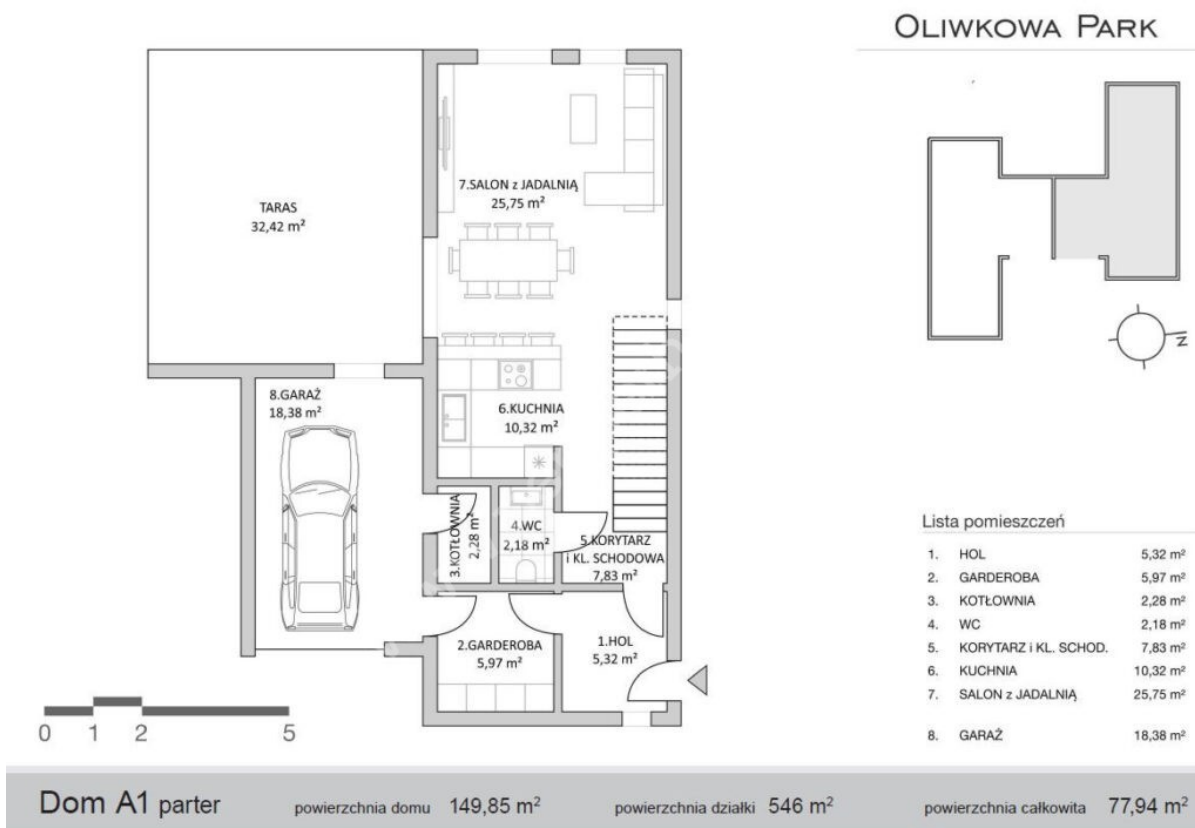 OLIWKOWA PARK
TARAS
32,42 m²
7.SALON z JADALNIĄ
25,75 m²
N
8.GARAŻ
18,38 m²
6.KUCHNIA
10,32 m²
3.KOTŁOWNIA
2,28 m²
4.WC
2,18 m²
5.KORYTARZ
i KL. SCHODOWA
7,83 m²
2.GARDEROBA
5,97 m²
1.HOL
5,32 m²
0 1 2 5
Lista pomieszczeń
1. HOL 5,32 m²
2. GARDEROBA 5,97 m²
3. KOTŁOWNIA 2,28 m²
4. WC 2,18 m²
5. KORYTARZ i KL. SCHOD. 7,83 m²
6. KUCHNIA 10,32 m²
7. SALON z JADALNIĄ 25,75 m²
8. GARAŻ 18,38 m²
Dom A1 parter powierzchnia domu 149,85 m² powierzchnia działki 546 m² powierzchnia całkowita 77,94 m²